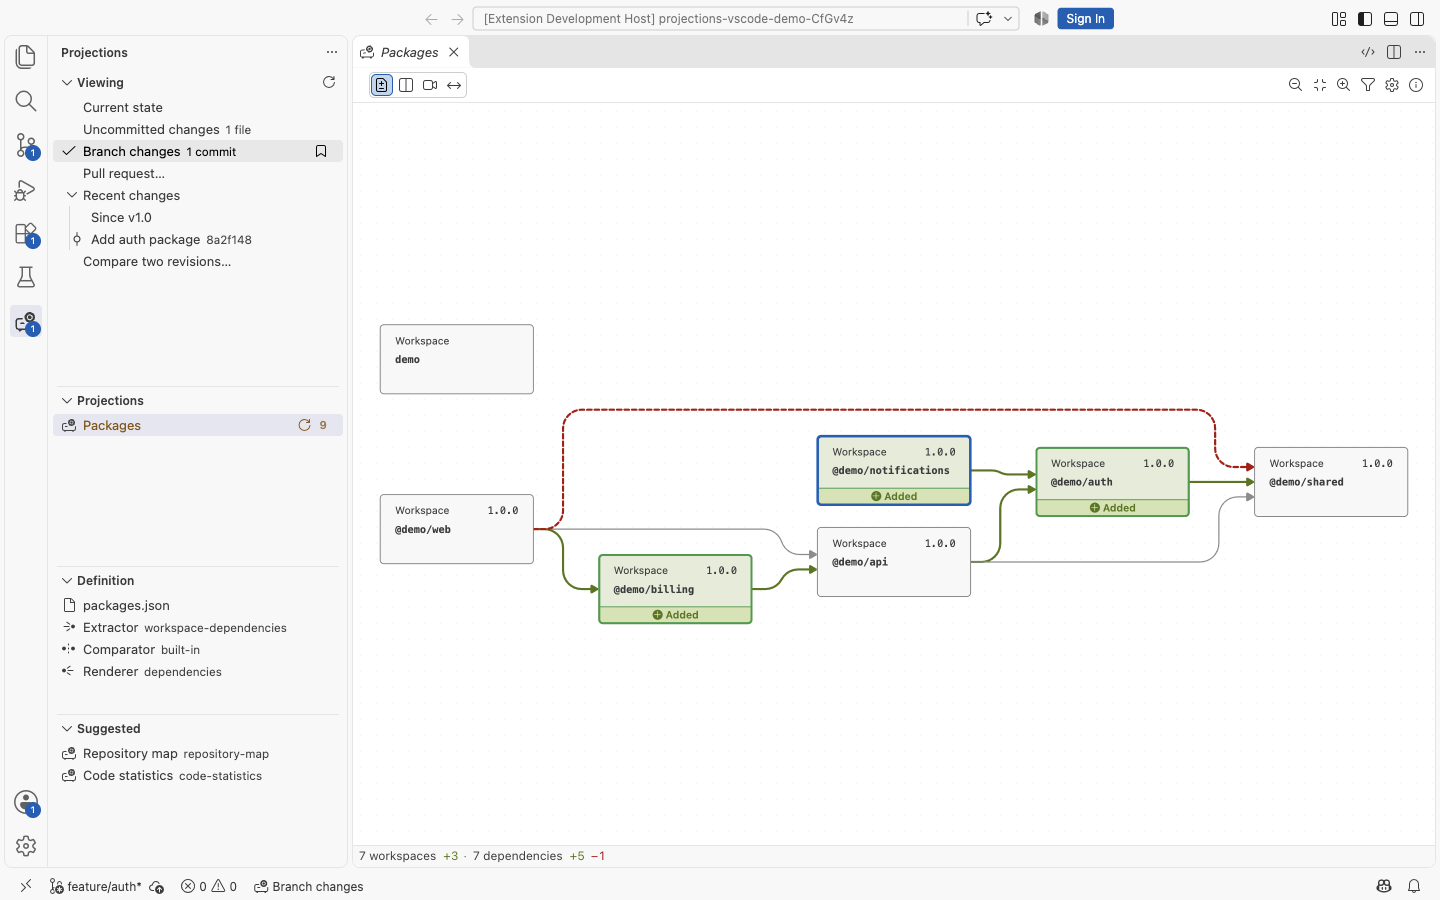 [Extension Development Host] projections-vscode-demo-CfGv4z
Sign In
Projections
Viewing
Current state
Uncommitted changes 1 file
Branch changes 1 commit
Pull request...
Recent changes
Since v1.0
Add auth package 8a2f148
Compare two revisions...
Projections
Packages 9
Definition
packages.json
Extractor workspace-dependencies
Comparator built-in
Renderer dependencies
Suggested
Repository map repository-map
Code statistics code-statistics
1
1
1
1
Packages
Workspace
demo
Workspace 1.0.0
@demo/web
Workspace 1.0.0
@demo/billing
Added
Workspace 1.0.0
@demo/notifications
Added
Workspace 1.0.0
@demo/api
Workspace 1.0.0
@demo/auth
Added
Workspace 1.0.0
@demo/shared
7 workspaces +3 · 7 dependencies +5 −1
feature/auth* 0 0 Branch changes